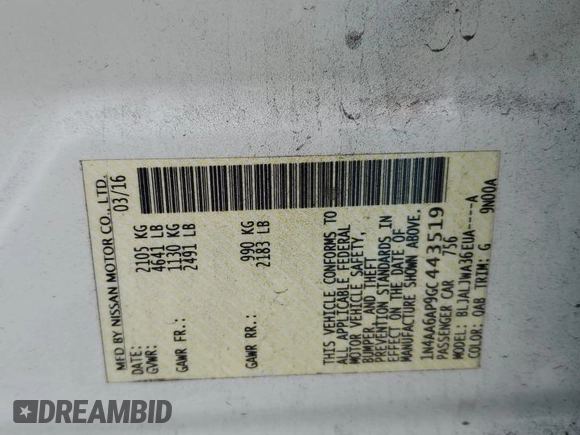 MFD BY NISSAN MOTOR CO., LTD.
DATE: 03/16
GVWR: 2105 KG
4641 LB
GAWR FR.: 1130 KG
2491 LB
GAWR RR.: 990 KG
2183 LB
THIS VEHICLE CONFORMS TO
ALL APPLICABLE FEDERAL
MOTOR VEHICLE SAFETY,
BUMPER, AND THEFT
PREVENTION STANDARDS IN
EFFECT ON THE DATE OF
MANUFACTURE SHOWN ABOVE.
1N4AA6AP9GC443519
PASSENGER CAR 756
MODEL: BLJALJWA36EUA----A
COLOR: QAB TRIM: G 9N00A
DREAMBID